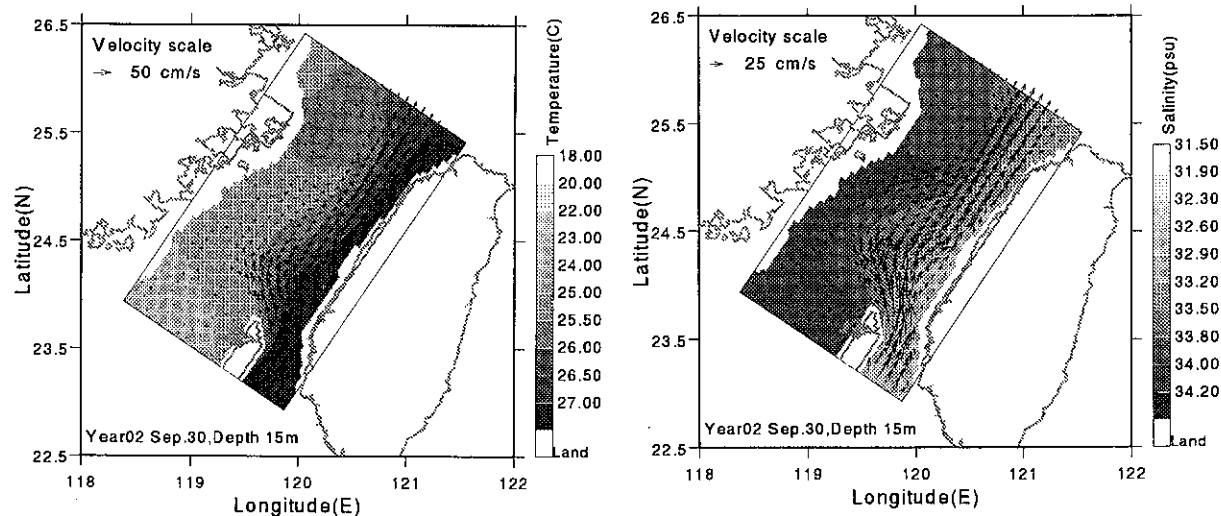 26.5
Velocity scale
50 cm/s
25.5
24.5
23.5
22.5
Latitude(N)
Year02 Sep.30,Depth 15m
118
119
120
121
122
Longitude(E)
Temperature(C)
18.00
20.00
22.00
23.00
24.00
25.00
25.50
26.00
26.50
27.00
Land
26.5
Velocity scale
25 cm/s
25.5
24.5
23.5
22.5
Latitude(N)
Year02 Sep.30,Depth 15m
118
119
120
121
122
Longitude(E)
Salinity(psu)
31.50
31.90
32.30
32.60
32.90
33.20
33.50
33.80
34.00
34.20
Land